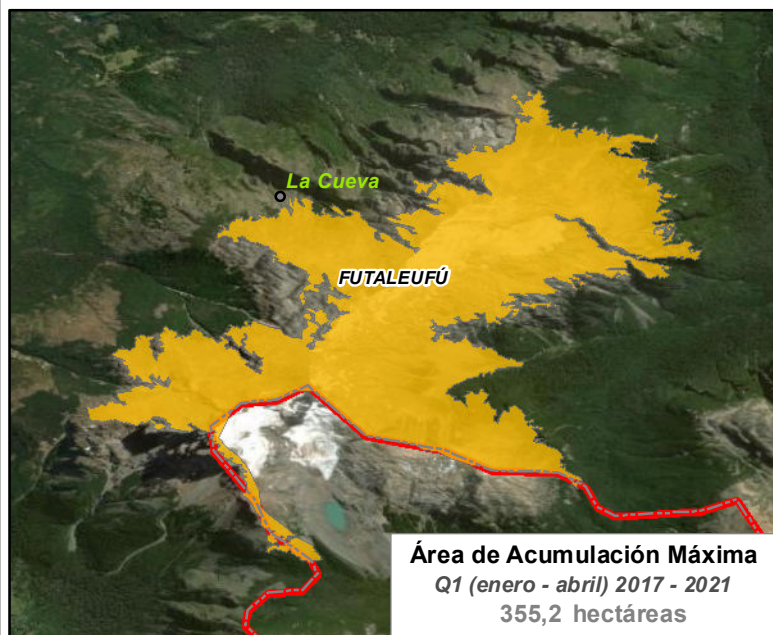 La Cueva
FUTALEUFÚ
Área de Acumulación Máxima
Q1 (enero - abril) 2017 - 2021
355,2 hectáreas